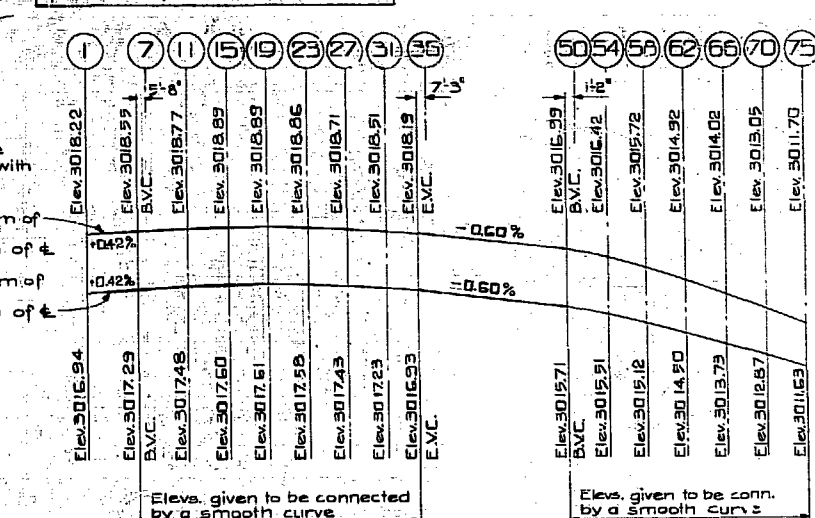 1 7 11 15 19 23 27 31 35 50 54 58 62 66 70 75
5'-8" 7'-3" 1'-2"
Elev. 3018.22
Elev. 3018.55
B.V.C.
Elev. 3018.77
Elev. 3018.89
Elev. 3018.89
Elev. 3018.86
Elev. 3018.71
Elev. 3018.51
Elev. 3018.19
E.V.C.
Elev. 3016.99
B.V.C.
Elev. 3016.42
Elev. 3015.72
Elev. 3014.92
Elev. 3014.02
Elev. 3013.05
Elev. 3011.70
with
m of
of ℄
m of
of ℄
+0.42% -0.60%
+0.42% -0.60%
Elev. 3016.94
Elev. 3017.29
B.V.C.
Elev. 3017.48
Elev. 3017.60
Elev. 3017.61
Elev. 3017.58
Elev. 3017.43
Elev. 3017.23
Elev. 3016.93
E.V.C.
Elev. 3015.71
B.V.C.
Elev. 3015.51
Elev. 3015.12
Elev. 3014.50
Elev. 3013.73
Elev. 3012.87
Elev. 3011.63
Elevs. given to be connected
by a smooth curve
Elevs. given to be conn.
by a smooth curve